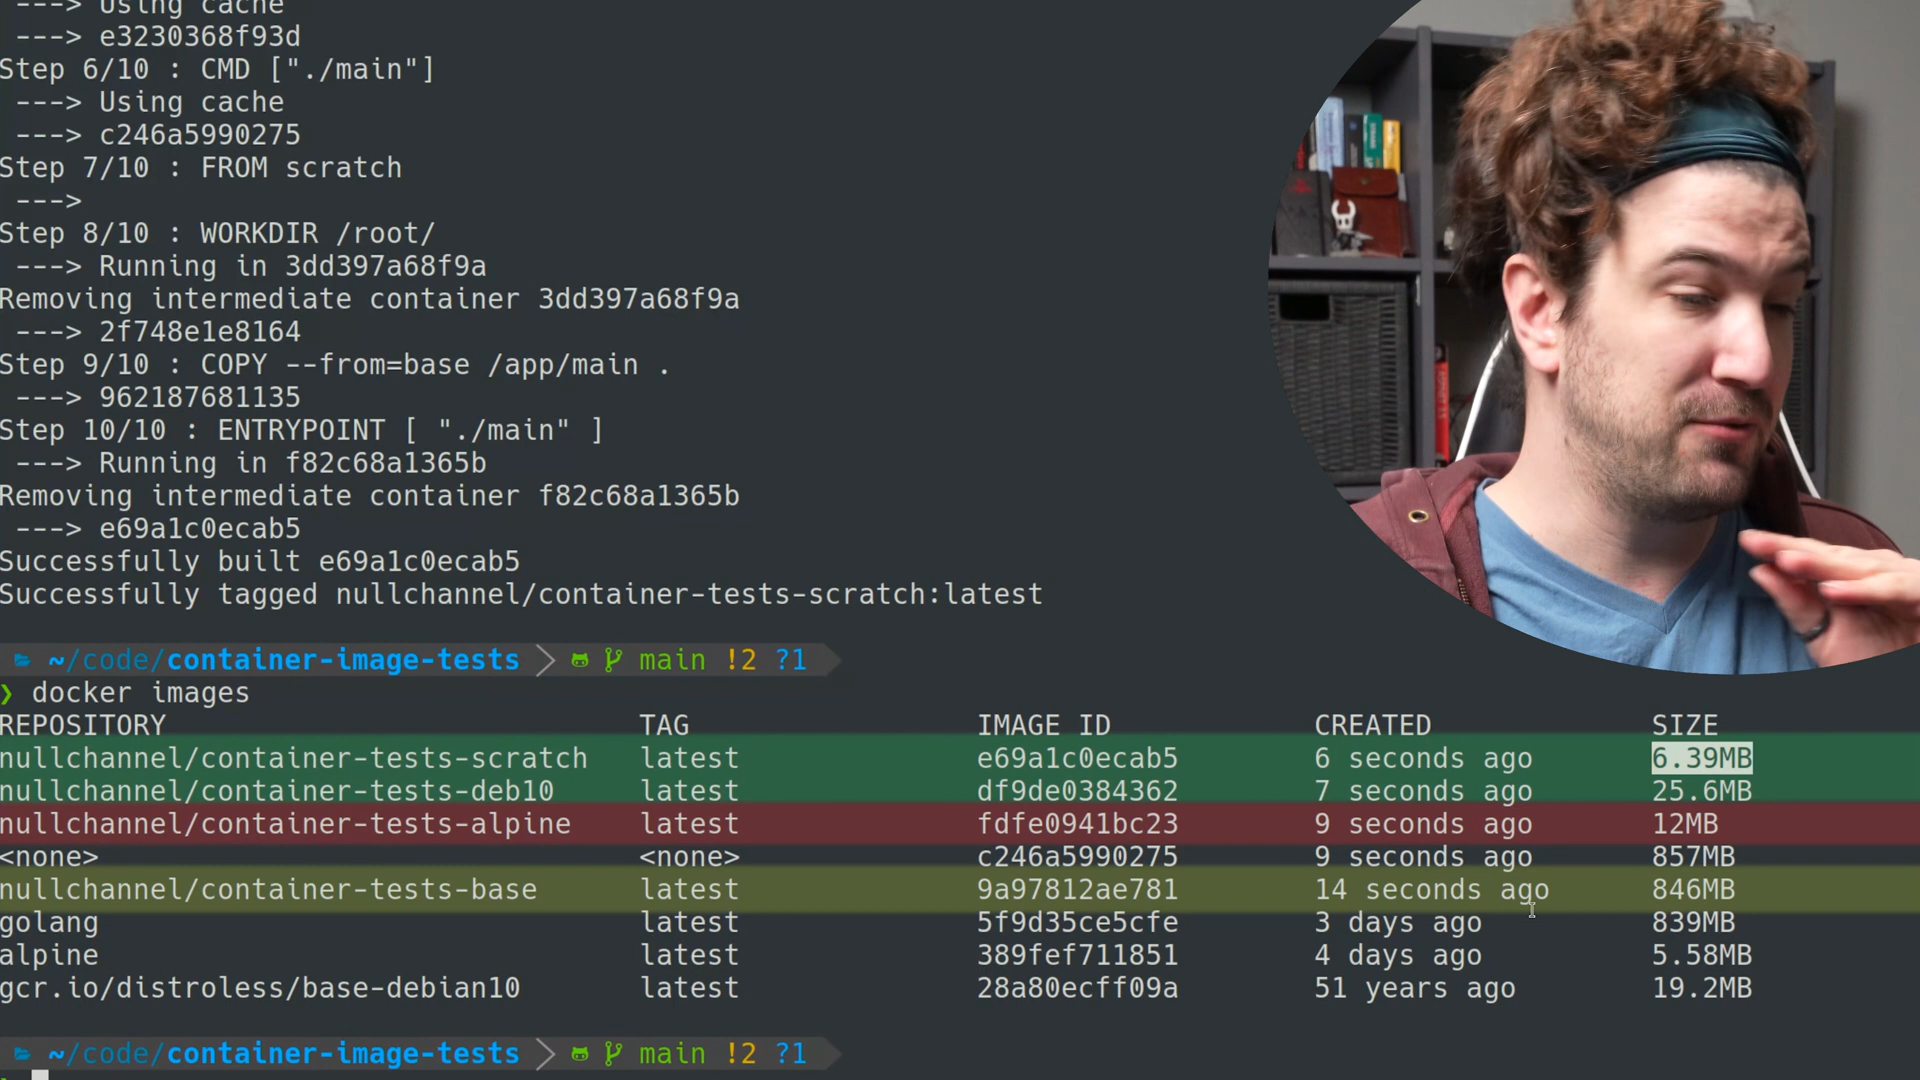 ---> Using cache
---> e3230368f93d
Step 6/10 : CMD ["./main"]
---> Using cache
---> c246a5990275
Step 7/10 : FROM scratch
--->
Step 8/10 : WORKDIR /root/
---> Running in 3dd397a68f9a
Removing intermediate container 3dd397a68f9a
---> 2f748e1e8164
Step 9/10 : COPY --from=base /app/main .
---> 962187681135
Step 10/10 : ENTRYPOINT [ "./main" ]
---> Running in f82c68a1365b
Removing intermediate container f82c68a1365b
---> e69a1c0ecab5
Successfully built e69a1c0ecab5
Successfully tagged nullchannel/container-tests-scratch:latest
~/code/container-image-tests main !2 ?1
❯ docker images
REPOSITORY TAG IMAGE ID CREATED SIZE
nullchannel/container-tests-scratch latest e69a1c0ecab5 6 seconds ago 6.39MB
nullchannel/container-tests-deb10 latest df9de0384362 7 seconds ago 25.6MB
nullchannel/container-tests-alpine latest fdfe0941bc23 9 seconds ago 12MB
<none> <none> c246a5990275 9 seconds ago 857MB
nullchannel/container-tests-base latest 9a97812ae781 14 seconds ago 846MB
golang latest 5f9d35ce5cfe 3 days ago 839MB
alpine latest 389fef711851 4 days ago 5.58MB
gcr.io/distroless/base-debian10 latest 28a80ecff09a 51 years ago 19.2MB
~/code/container-image-tests main !2 ?1